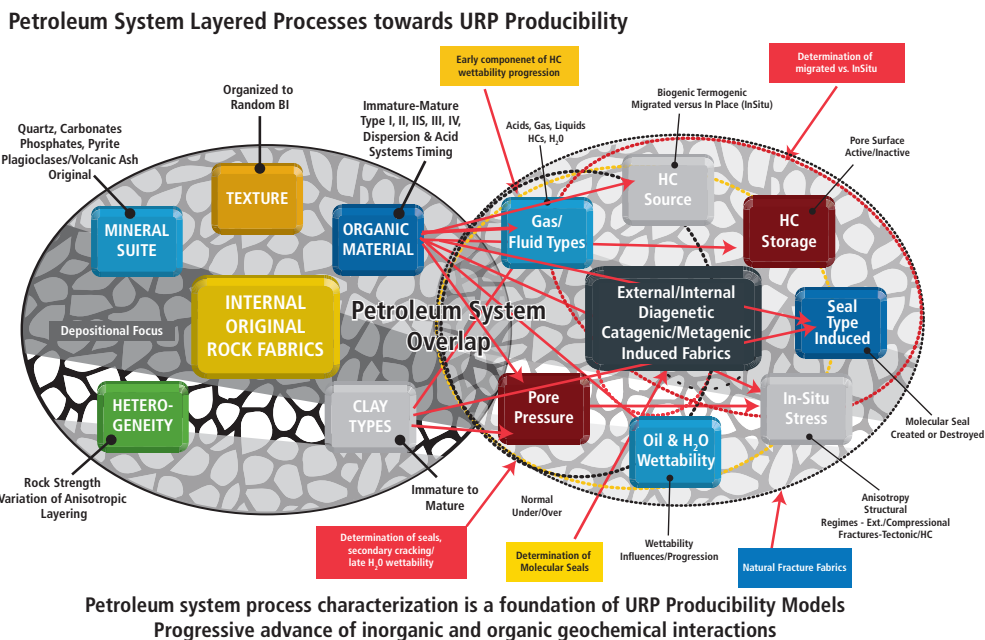 Petroleum System Layered Processes towards URP Producibility
Early componenet of HC
wettability progression
Determination of
migrated vs. InSitu
Organized to
Random BI
Immature-Mature
Type I, II, IIS, III, IV,
Dispersion & Acid
Systems Timing
Biogenic Termogenic
Migrated versus In Place (InSitu)
Quartz, Carbonates
Phosphates, Pyrite
Plagioclases/Volcanic Ash
Original
Acids, Gas, Liquids
HCs, H₂0
Pore Surface
Active/Inactive
TEXTURE
HC
Source
MINERAL
SUITE
ORGANIC
MATERIAL
Gas/
Fluid Types
HC
Storage
INTERNAL
ORIGINAL
ROCK FABRICS
Depositional Focus
Petroleum System
Overlap
External/Internal
Diagenetic
Catagenic/Metagenic
Induced Fabrics
Seal
Type
Induced
HETERO-
GENEITY
CLAY
TYPES
Pore
Pressure
In-Situ
Stress
Oil & H₂O
Wettability
Molecular Seal
Created or Destroyed
Rock Strength
Variation of Anisotropic
Layering
Immature to
Mature
Normal
Under/Over
Anisotropy
Structural
Regimes - Ext./Compressional
Fractures-Tectonic/HC
Determination of seals,
secondary cracking/
late H₂0 wettability
Determination of
Molecular Seals
Wettability
Influences/Progression
Natural Fracture Fabrics
Petroleum system process characterization is a foundation of URP Producibility Models
Progressive advance of inorganic and organic geochemical interactions